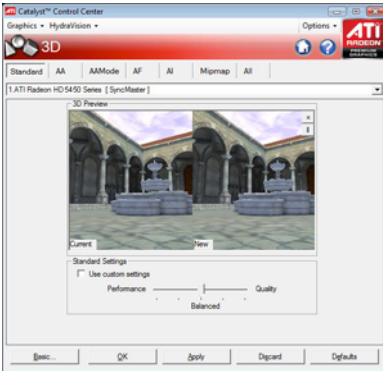 Catalyst™ Control Center
Graphics HydraVision Options
ATI
RADEON
PREMIUM
GRAPHICS
3D
Standard AA AAMode AF AI Mipmap All
1.ATI Radeon HD 5450 Series [ SyncMaster ]
3D Preview
Current New
Standard Settings
Use custom settings
Performance Quality
Balanced
Basic... OK Apply Discard Defaults